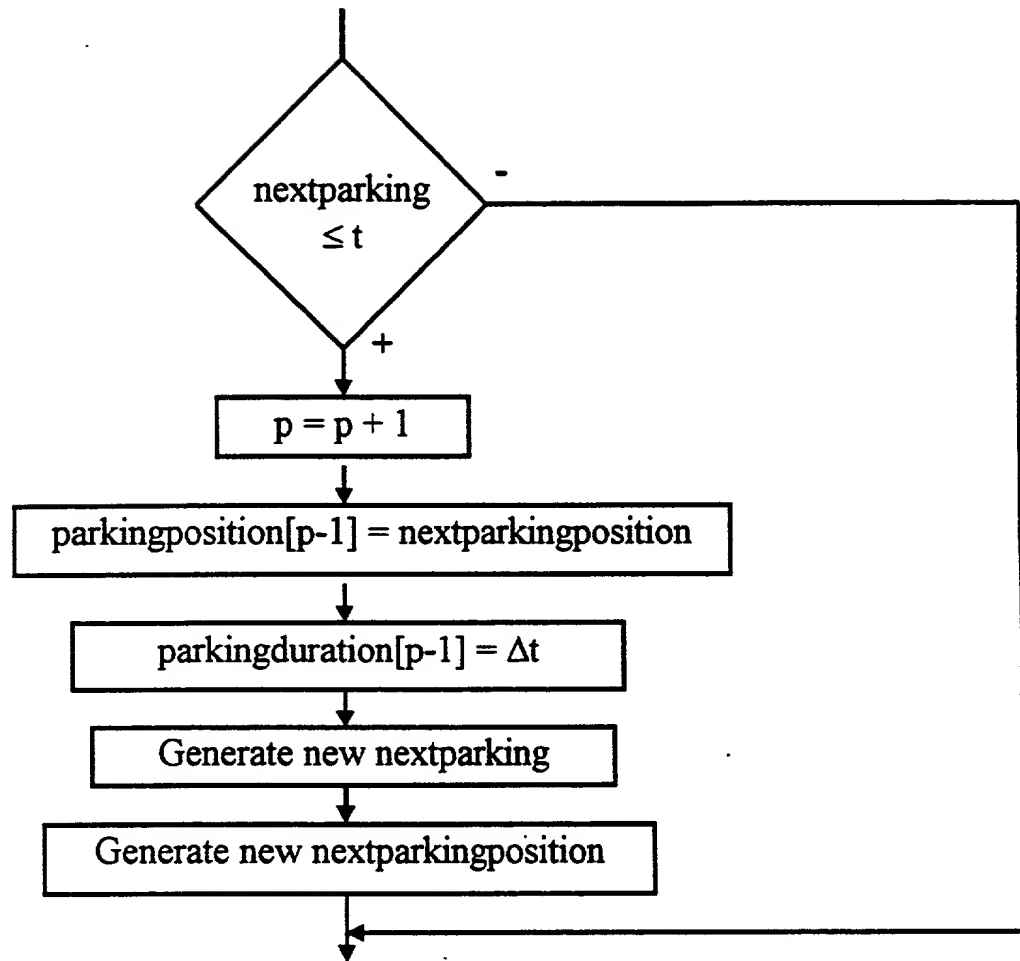 nextparking
≤ t
-
+
p = p + 1
parkingposition[p-1] = nextparkingposition
parkingduration[p-1] = Δt
Generate new nextparking
Generate new nextparkingposition